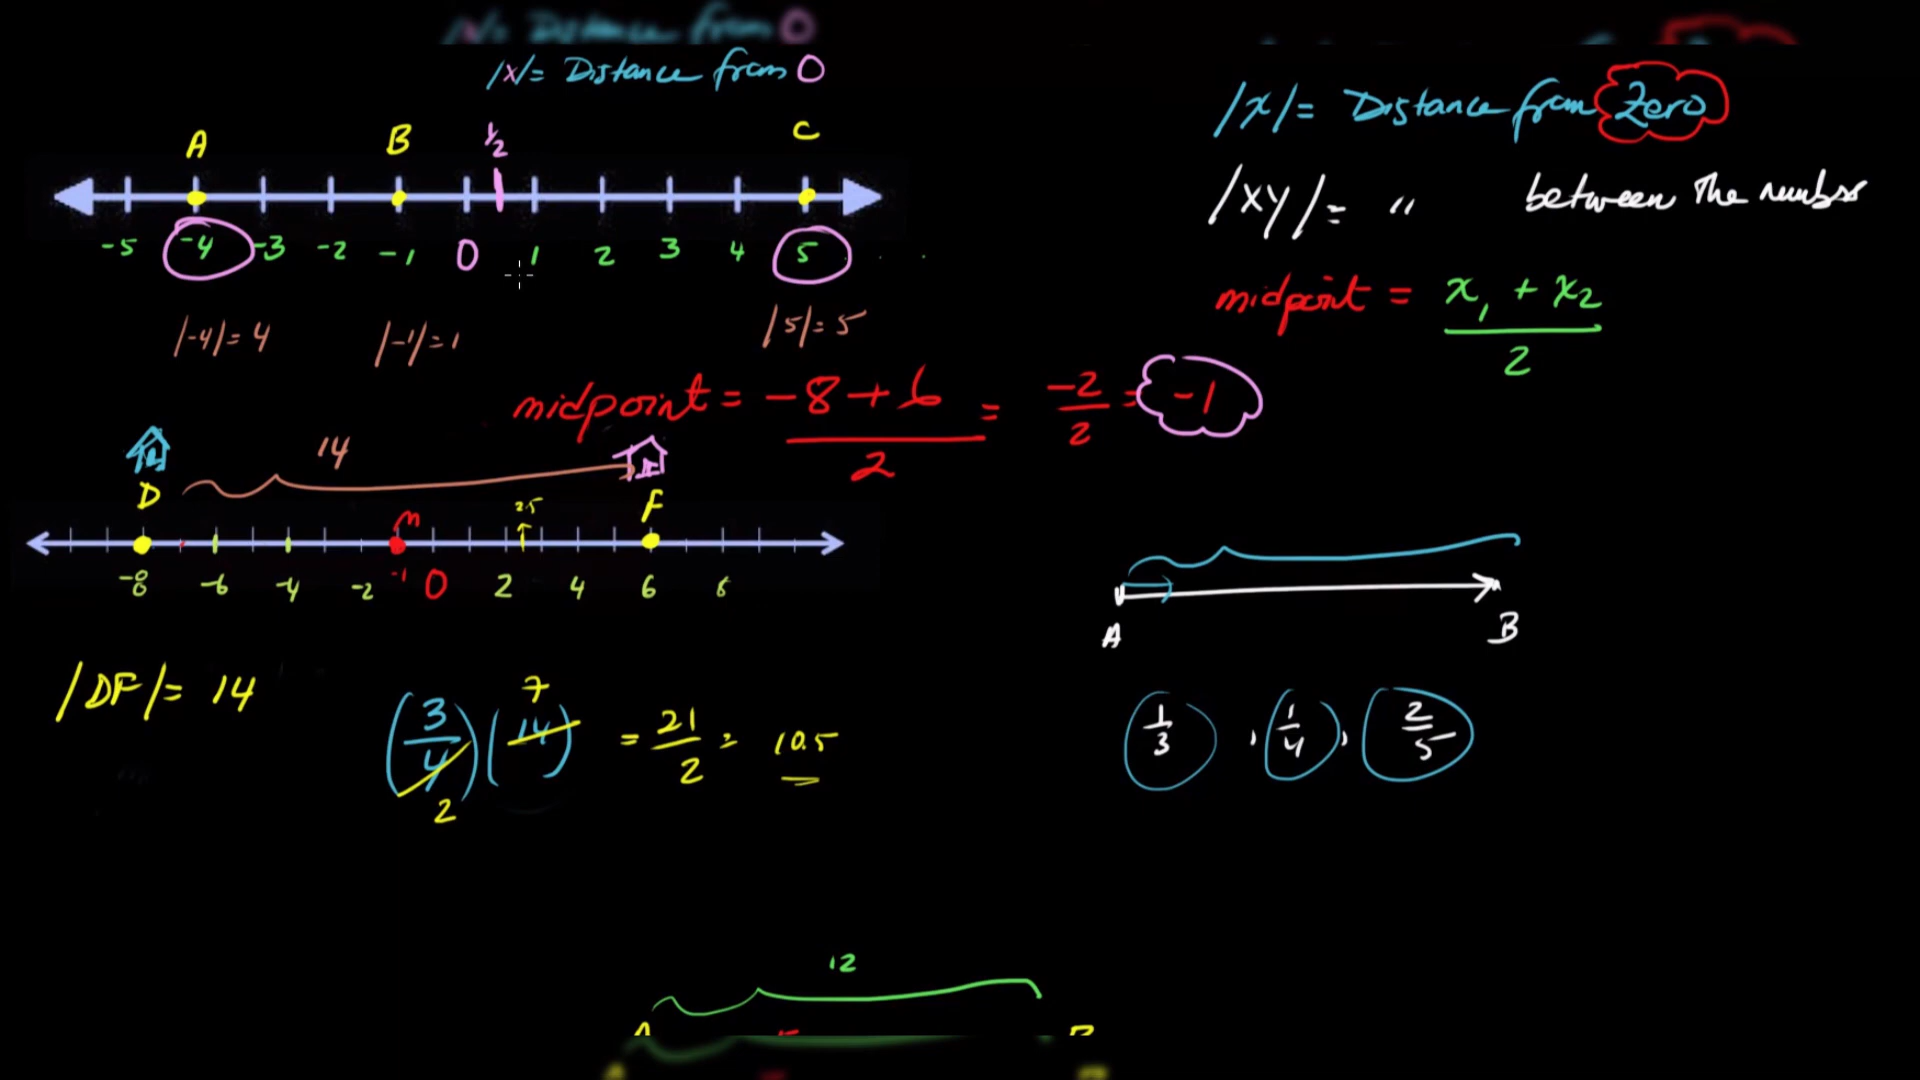 /x/= Distance from 0
A B 1/2 C
-5 -4 -3 -2 -1 0 1 2 3 4 5
/-4/= 4 /-1/= 1 /5/= 5
/x/= Distance from Zero
/XY/= " between The numbers
midpoint = x₁ + x₂
2
midpoint = -8+6 = -2 = -1
2 2
14
D M 2.5 F
-8 -6 -4 -2 -1 0 2 4 6 8
A B
/DF/= 14
(3/4)(14) = 21/2 = 10.5
7
2
1/3 , 1/4 , 2/5
12
A B